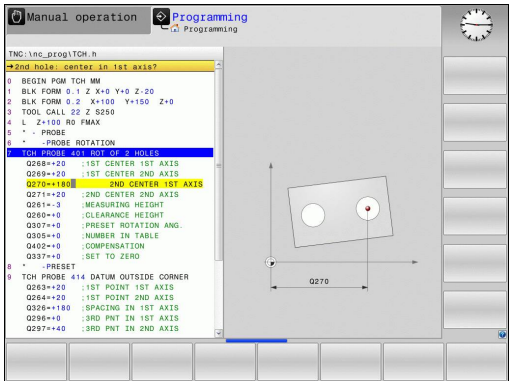 Manual operation
Programming
Programming
TNC:\nc_prog\TCH.h
→2nd hole: center in 1st axis?
0 BEGIN PGM TCH MM
1 BLK FORM 0.1 Z X+0 Y+0 Z-20
2 BLK FORM 0.2 X+100 Y+150 Z+0
3 TOOL CALL 22 Z S250
4 L Z+100 R0 FMAX
5 * - PROBE
6 * -PROBE ROTATION
7 TCH PROBE 401 ROT OF 2 HOLES
Q268=+20 ;1ST CENTER 1ST AXIS
Q269=+20 ;1ST CENTER 2ND AXIS
Q270=+180 2ND CENTER 1ST AXIS
Q271=+20 ;2ND CENTER 2ND AXIS
Q261=-3 ;MEASURING HEIGHT
Q260=+0 ;CLEARANCE HEIGHT
Q307=+0 ;PRESET ROTATION ANG.
Q305=+0 ;NUMBER IN TABLE
Q402=+0 ;COMPENSATION
Q337=+0 ;SET TO ZERO
8 * -PRESET
9 TCH PROBE 414 DATUM OUTSIDE CORNER
Q263=+20 ;1ST POINT 1ST AXIS
Q264=+20 ;1ST POINT 2ND AXIS
Q326=+180 ;SPACING IN 1ST AXIS
Q296=+0 ;3RD PNT IN 1ST AXIS
Q297=+40 ;3RD PNT IN 2ND AXIS
Q270